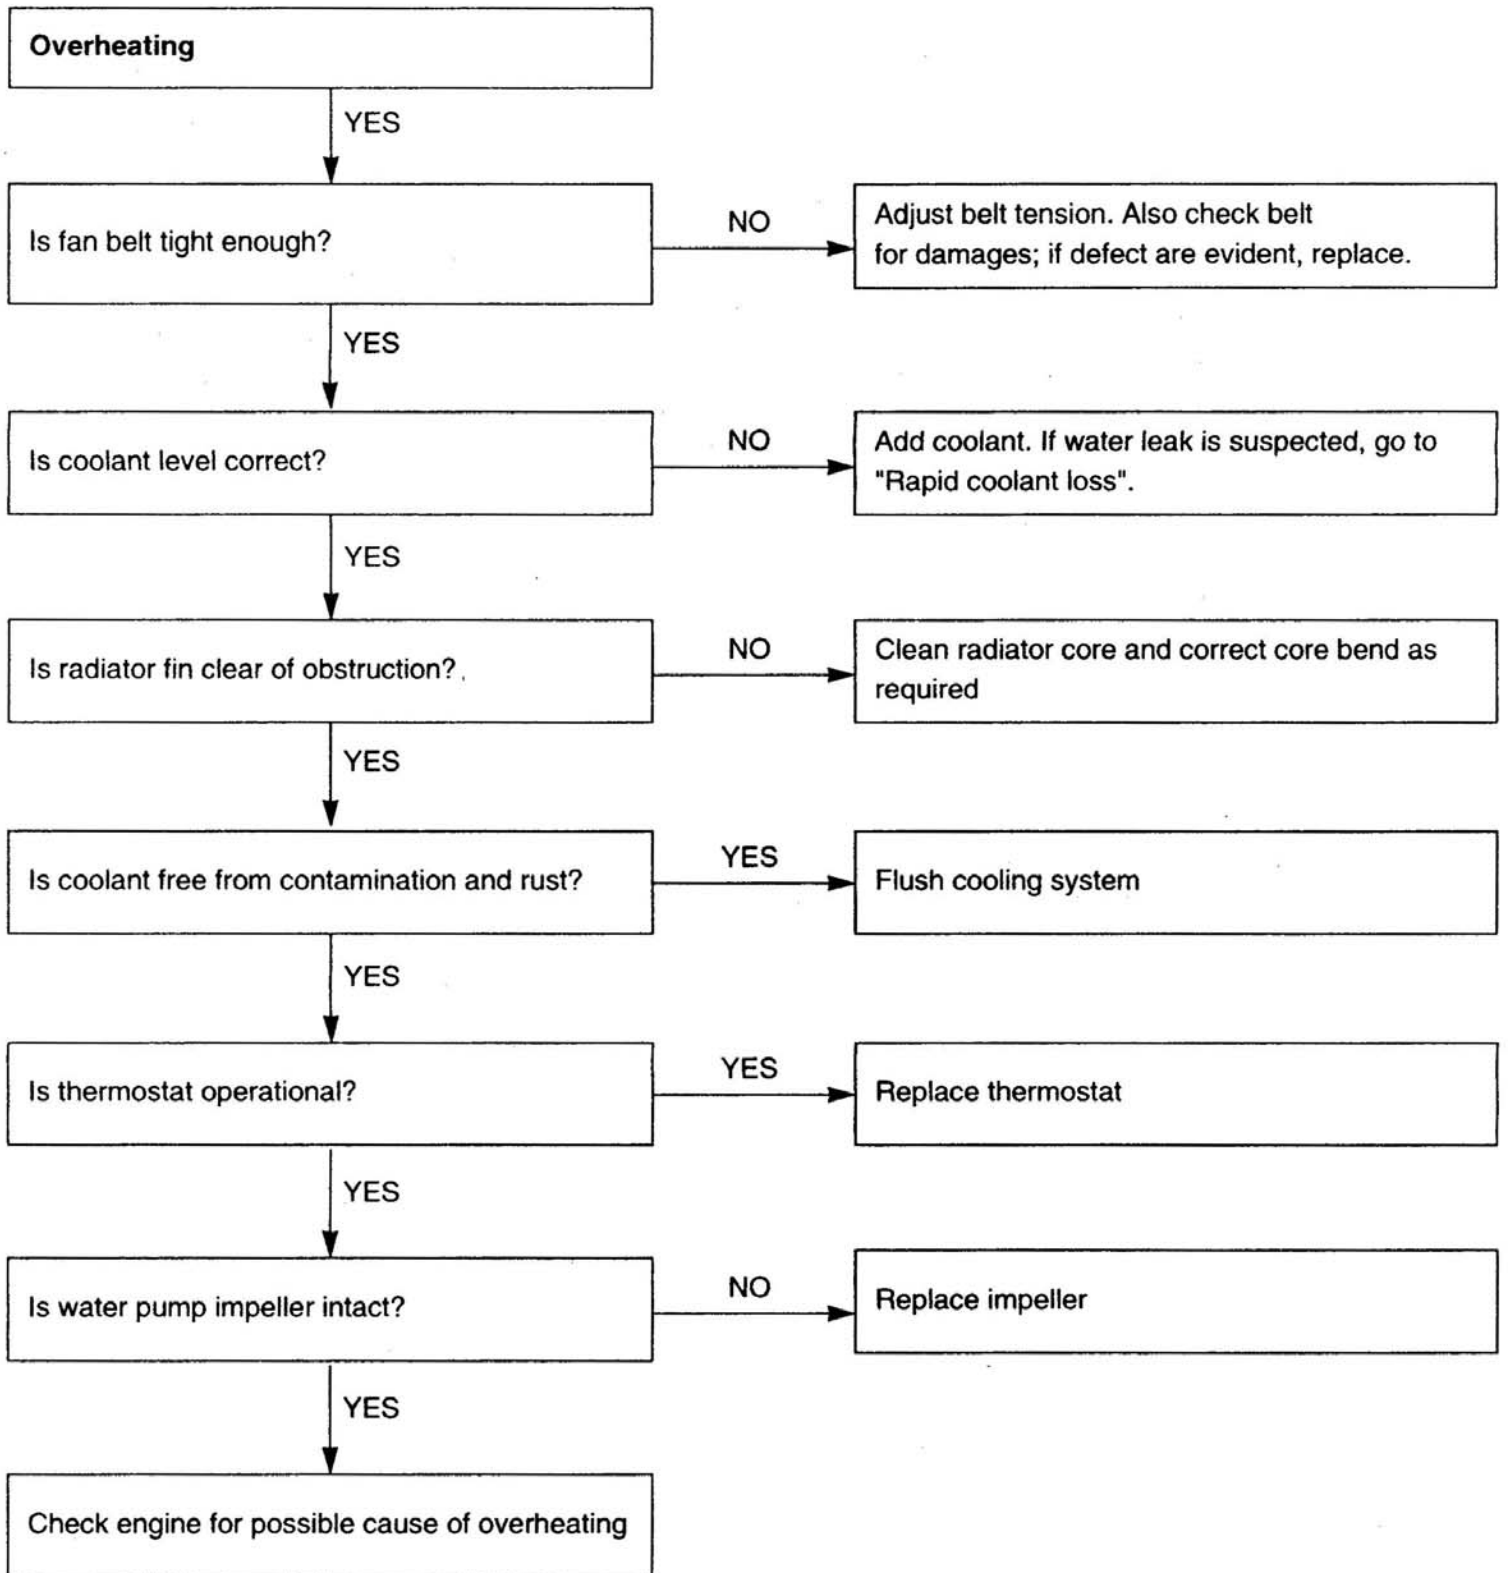 Overheating
YES
Is fan belt tight enough?
NO
Adjust belt tension. Also check belt
for damages; if defect are evident, replace.
YES
Is coolant level correct?
NO
Add coolant. If water leak is suspected, go to
"Rapid coolant loss".
YES
Is radiator fin clear of obstruction?
NO
Clean radiator core and correct core bend as
required
YES
Is coolant free from contamination and rust?
YES
Flush cooling system
YES
Is thermostat operational?
YES
Replace thermostat
YES
Is water pump impeller intact?
NO
Replace impeller
YES
Check engine for possible cause of overheating